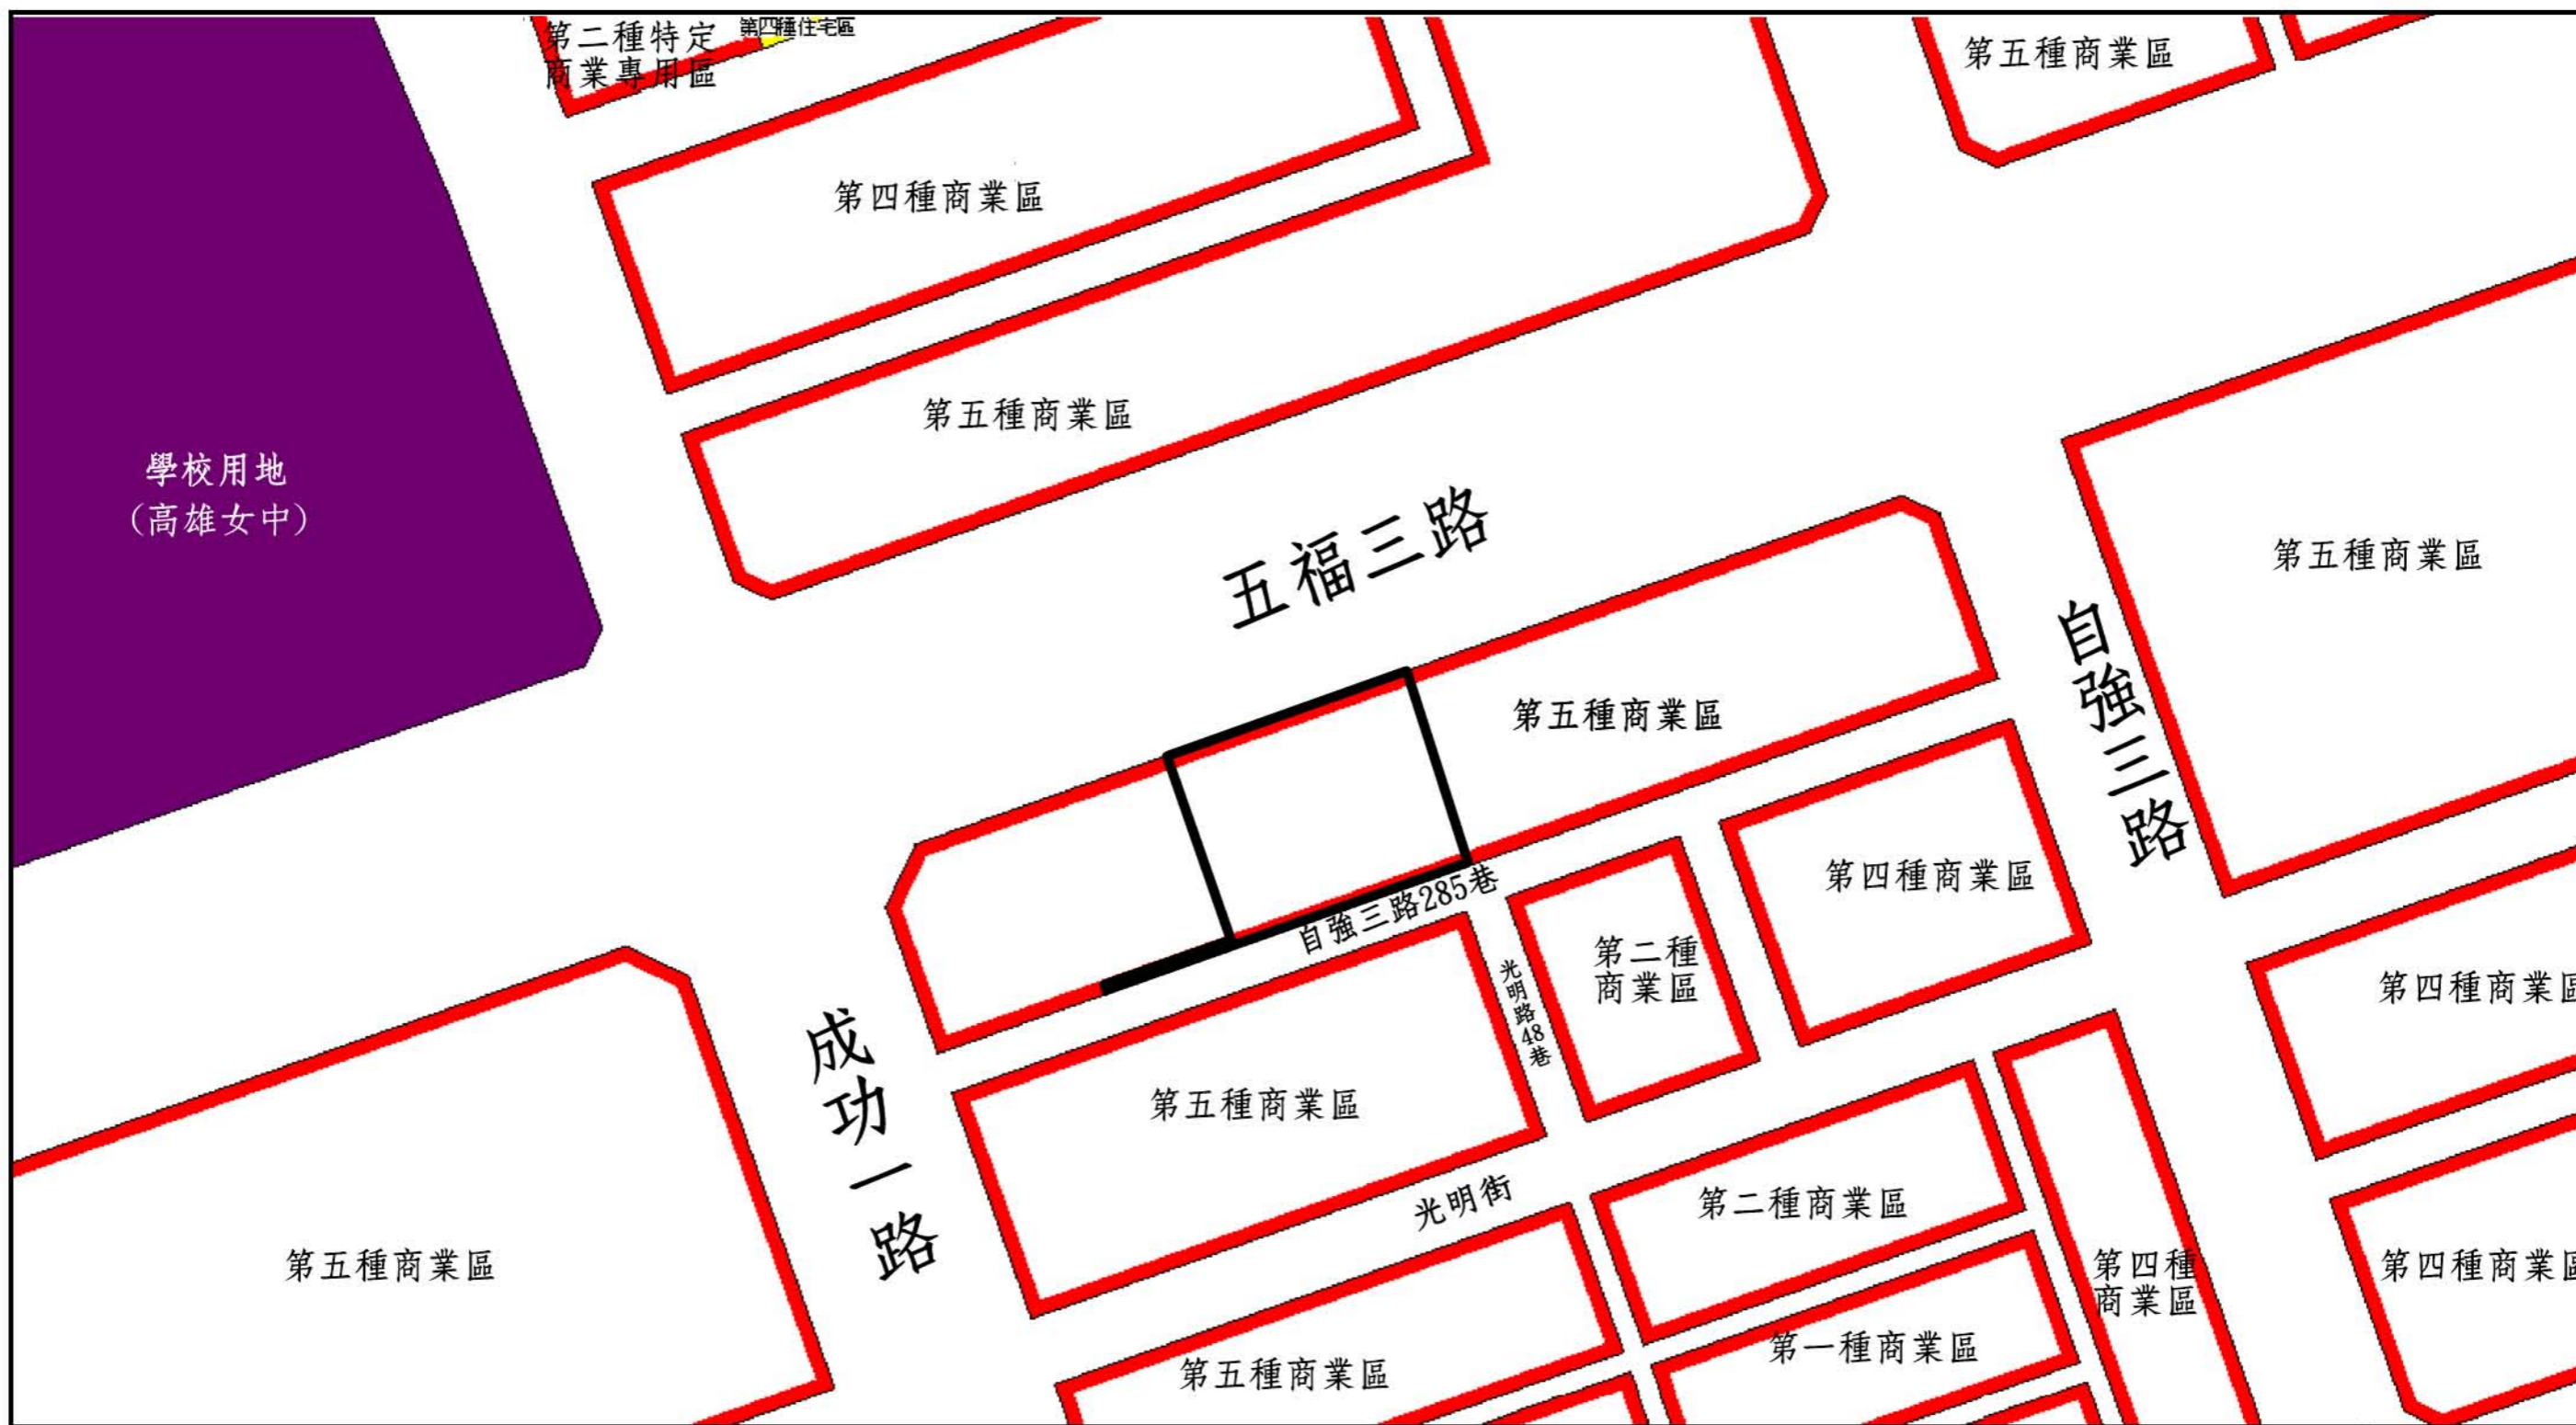 第二種特定
商業專用區
第四種住宅區
第五種商業區
第四種商業區
第五種商業區
學校用地
(高雄女中)
五福三路
第五種商業區
自強三路
第五種商業區
自強三路285巷
第四種商業區
第二種
商業區
光明路48巷
第四種商業區
成功一路
第五種商業區
光明街
第二種商業區
第五種商業區
第四種
商業區
第四種商業區
第一種商業區
第五種商業區